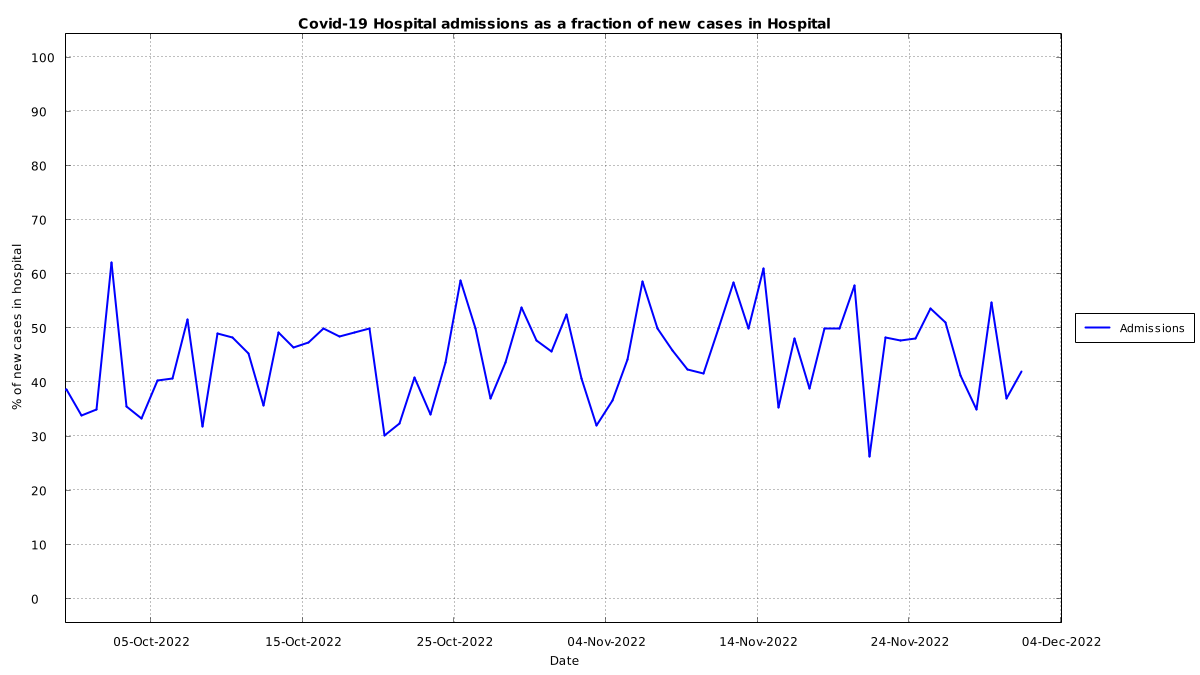 Covid-19 Hospital admissions as a fraction of new cases in Hospital
100
90
80
70
60
50
40
30
20
10
0
% of new cases in hospital
Admissions
05-Oct-2022
15-Oct-2022
25-Oct-2022
04-Nov-2022
14-Nov-2022
24-Nov-2022
04-Dec-2022
Date